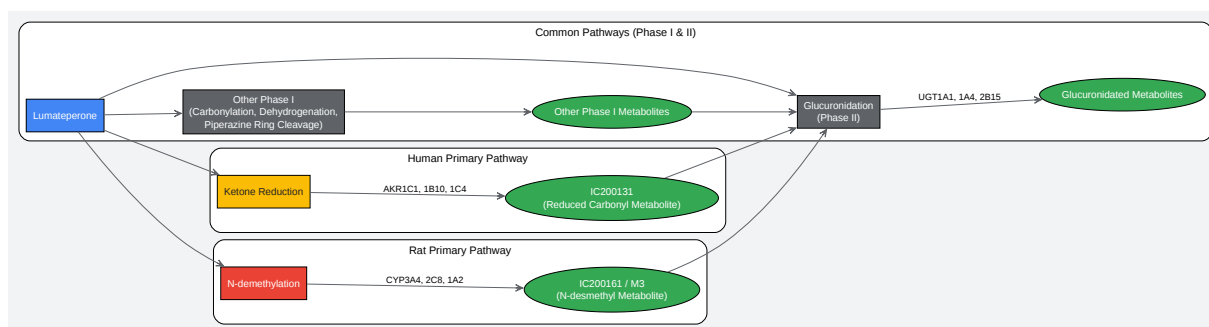 Common Pathways (Phase I & II)
Lumateperone
Other Phase I
(Carbonylation, Dehydrogenation,
Piperazine Ring Cleavage)
Other Phase I Metabolites
Glucuronidation
(Phase II)
UGT1A1, 1A4, 2B15
Glucuronidated Metabolites
Human Primary Pathway
Ketone Reduction
AKR1C1, 1B10, 1C4
IC200131
(Reduced Carbonyl Metabolite)
Rat Primary Pathway
N-demethylation
CYP3A4, 2C8, 1A2
IC200161 / M3
(N-desmethyl Metabolite)